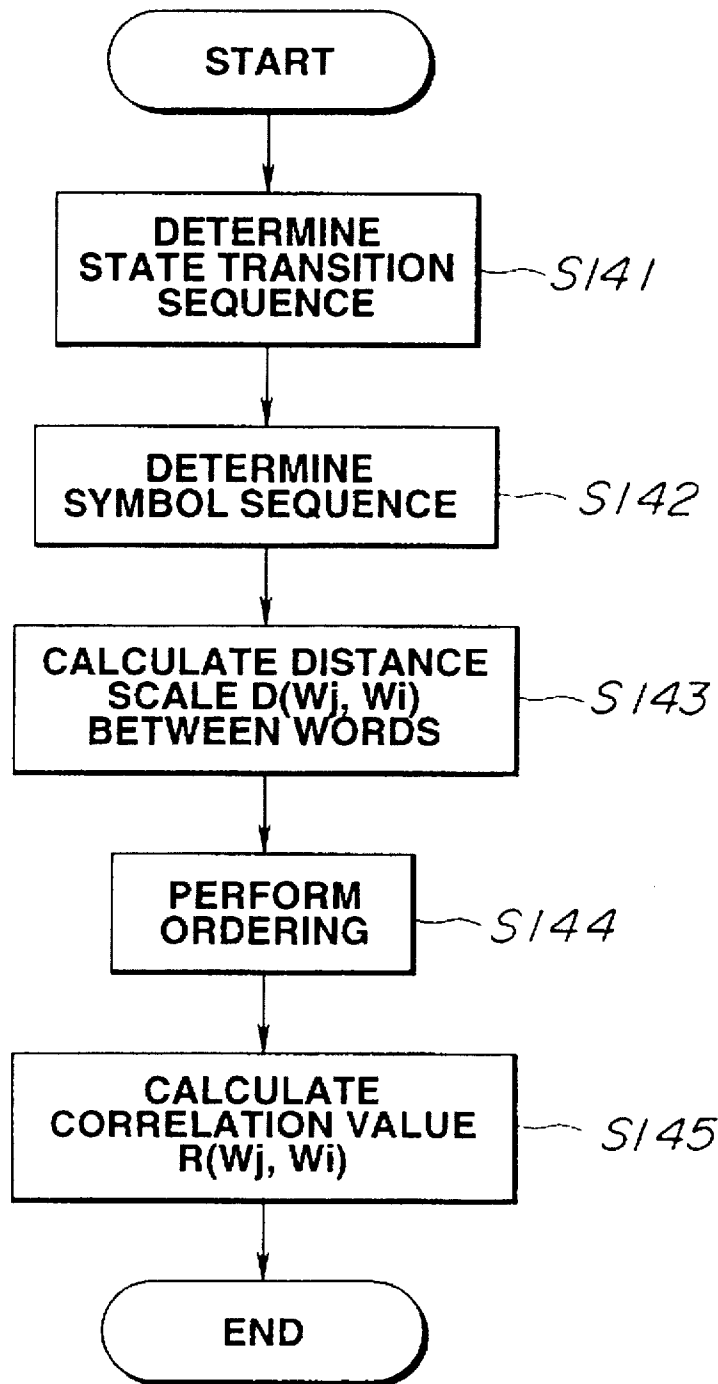 START
DETERMINE
STATE TRANSITION
SEQUENCE
S141
DETERMINE
SYMBOL SEQUENCE
S142
CALCULATE DISTANCE
SCALE D(Wj, Wi)
BETWEEN WORDS
S143
PERFORM
ORDERING
S144
CALCULATE
CORRELATION VALUE
R(Wj, Wi)
S145
END